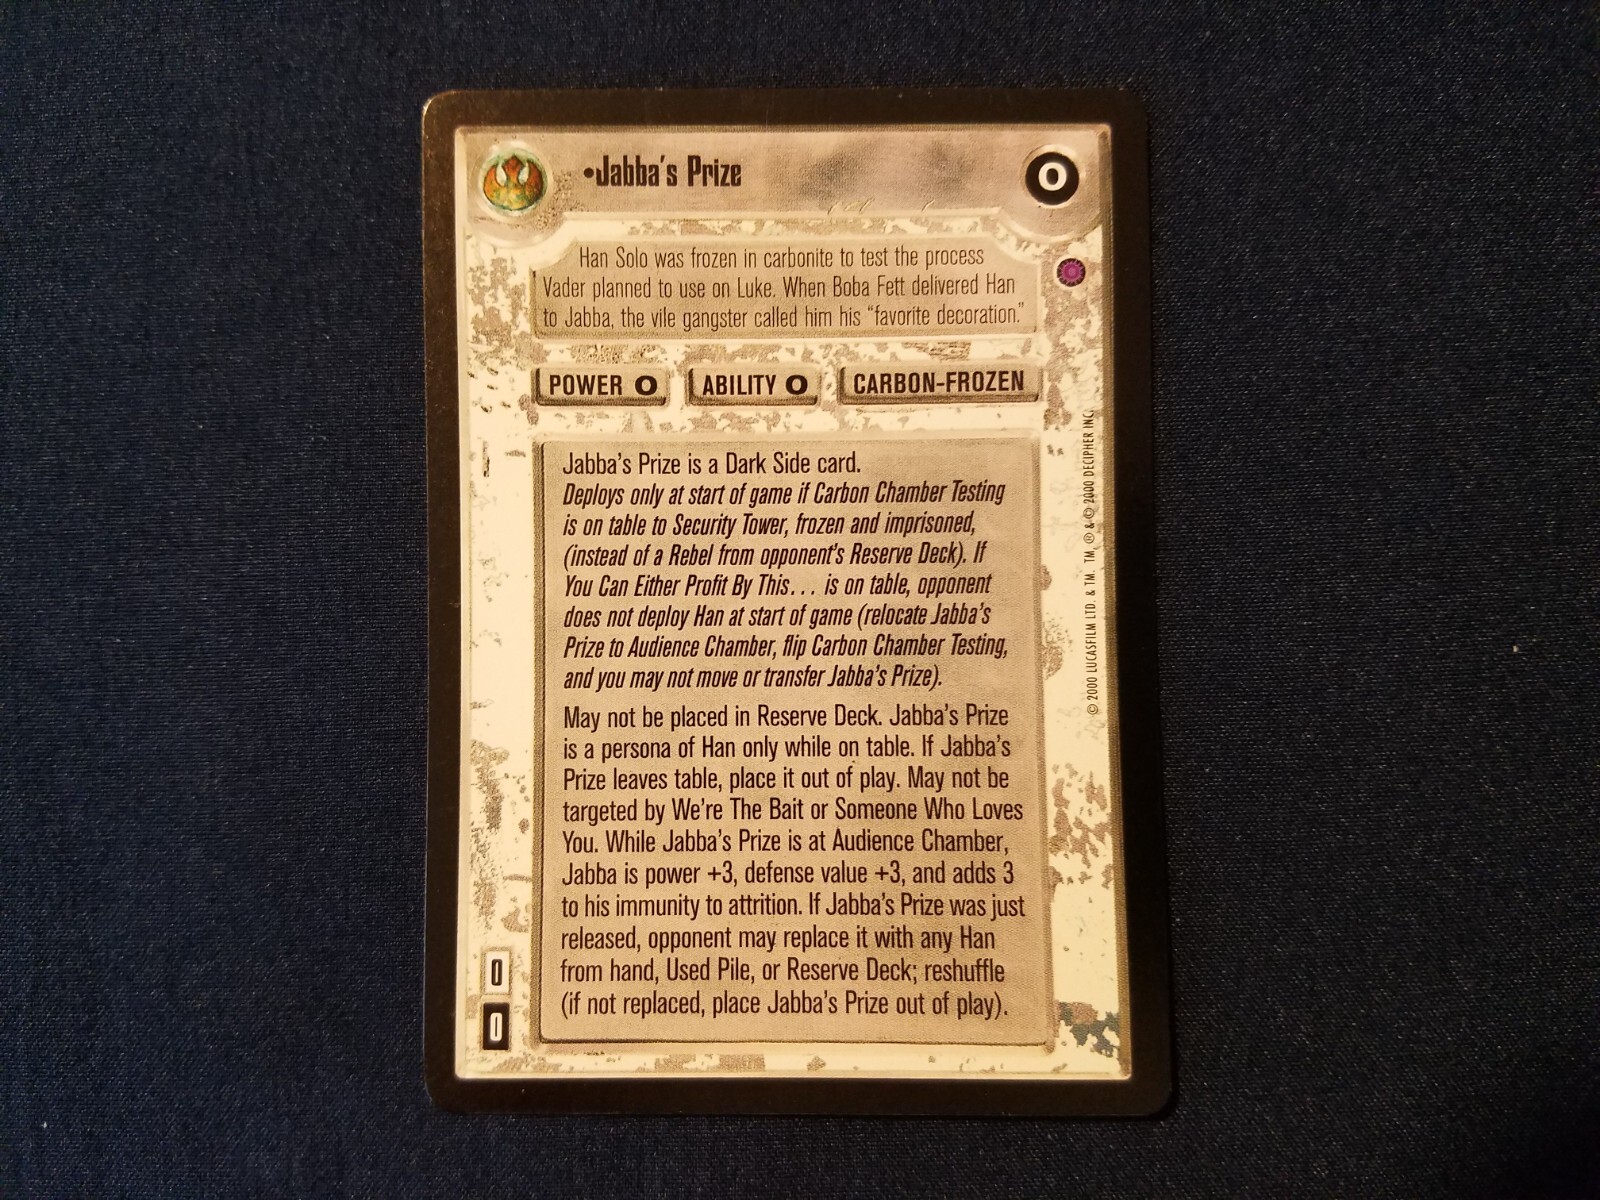 •Jabba's Prize
0
Han Solo was frozen in carbonite to test the process
Vader planned to use on Luke. When Boba Fett delivered Han
to Jabba, the vile gangster called him his “favorite decoration.”
POWER 0 ABILITY 0 CARBON-FROZEN
Jabba's Prize is a Dark Side card.
Deploys only at start of game if Carbon Chamber Testing
is on table to Security Tower, frozen and imprisoned,
(instead of a Rebel from opponent's Reserve Deck). If
You Can Either Profit By This... is on table, opponent
does not deploy Han at start of game (relocate Jabba's
Prize to Audience Chamber, flip Carbon Chamber Testing,
and you may not move or transfer Jabba's Prize).
May not be placed in Reserve Deck. Jabba's Prize
is a persona of Han only while on table. If Jabba's
Prize leaves table, place it out of play. May not be
targeted by We're The Bait or Someone Who Loves
You. While Jabba's Prize is at Audience Chamber,
Jabba is power +3, defense value +3, and adds 3
to his immunity to attrition. If Jabba's Prize was just
released, opponent may replace it with any Han
from hand, Used Pile, or Reserve Deck; reshuffle
(if not replaced, place Jabba's Prize out of play).
0
0
© 2000 LUCASFILM LTD. & TM. TM, ® & © 2000 DECIPHER INC.